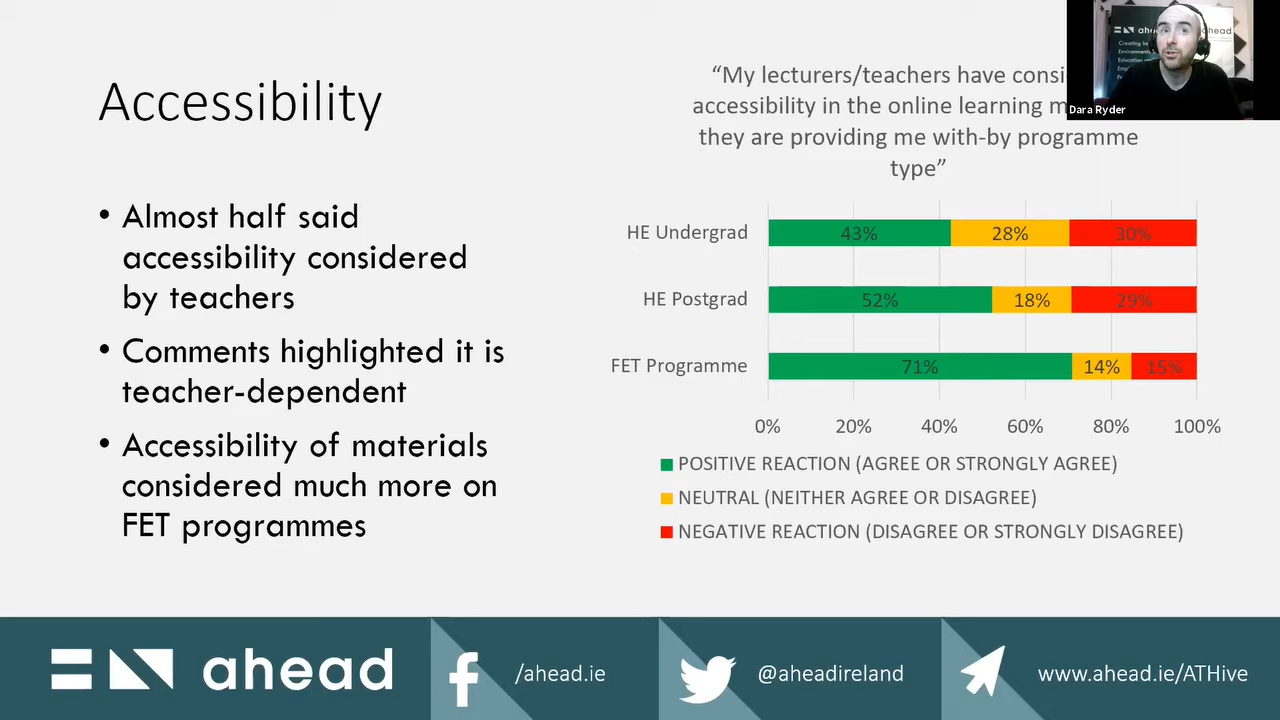 Accessibility
• Almost half said
accessibility considered
by teachers
• Comments highlighted it is
teacher-dependent
• Accessibility of materials
considered much more on
FET programmes
“My lecturers/teachers have
accessibility in the online learning
they are providing me with-by programme
type”
HE Undergrad 43% 28% 30%
HE Postgrad 52% 18% 29%
FET Programme 71% 14% 15%
0% 20% 40% 60% 80% 100%
POSITIVE REACTION (AGREE OR STRONGLY AGREE)
NEUTRAL (NEITHER AGREE OR DISAGREE)
NEGATIVE REACTION (DISAGREE OR STRONGLY DISAGREE)
ahead
Dara Ryder
ahead
/ahead.ie
@aheadireland
www.ahead.ie/ATHive